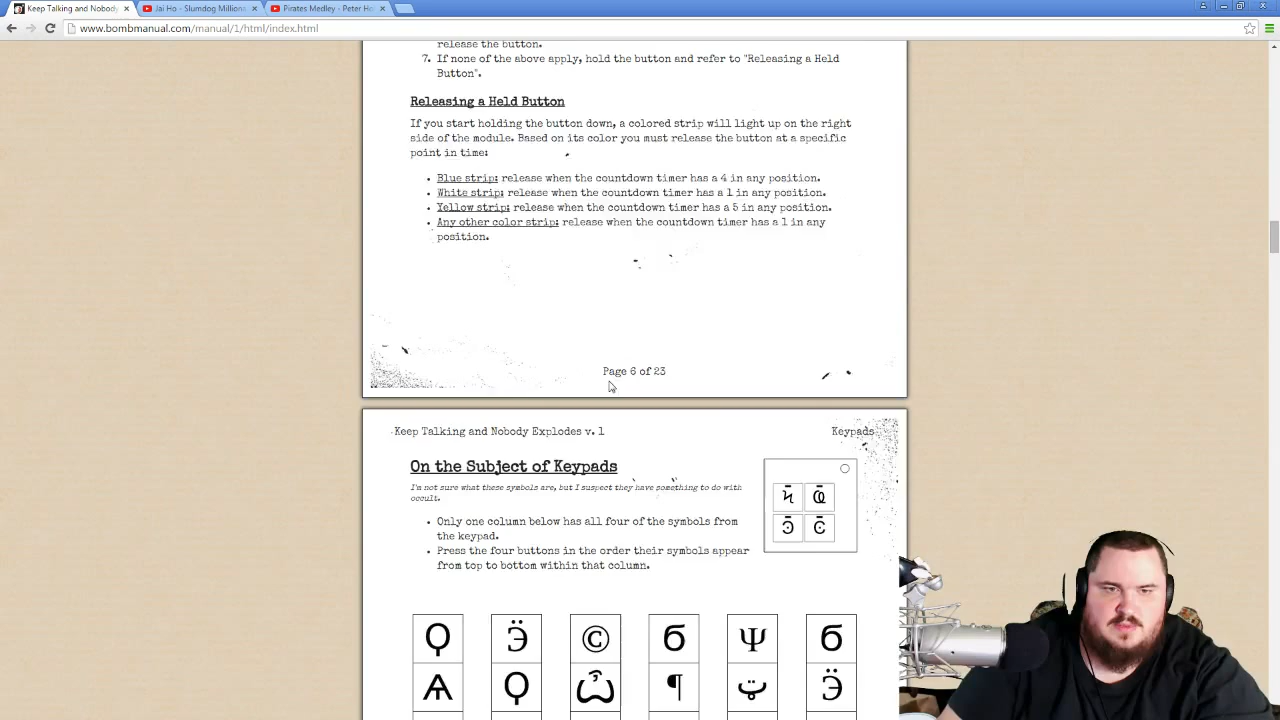 Keep Talking and Nobody
Jai Ho - Slumdog Million
Pirates Medley - Peter Ho
www.bombmanual.com/manual/1/html/index.html
release the button.
7. If none of the above apply, hold the button and refer to "Releasing a Held
Button".
Releasing a Held Button
If you start holding the button down, a colored strip will light up on the right
side of the module. Based on its color you must release the button at a specific
point in time:
• Blue strip: release when the countdown timer has a 4 in any position.
• White strip: release when the countdown timer has a 1 in any position.
• Yellow strip: release when the countdown timer has a 5 in any position.
• Any other color strip: release when the countdown timer has a 1 in any
position.
Page 6 of 23
Keep Talking and Nobody Explodes v. 1
Keypads
On the Subject of Keypads
I'm not sure what these symbols are, but I suspect they have something to do with
occult.
• Only one column below has all four of the symbols from
the keypad.
• Press the four buttons in the order their symbols appear
from top to bottom within that column.
Ϙ Ӭ © б Ψ б
Ѧ Ϙ Ѽ ¶ ټ Ӭ